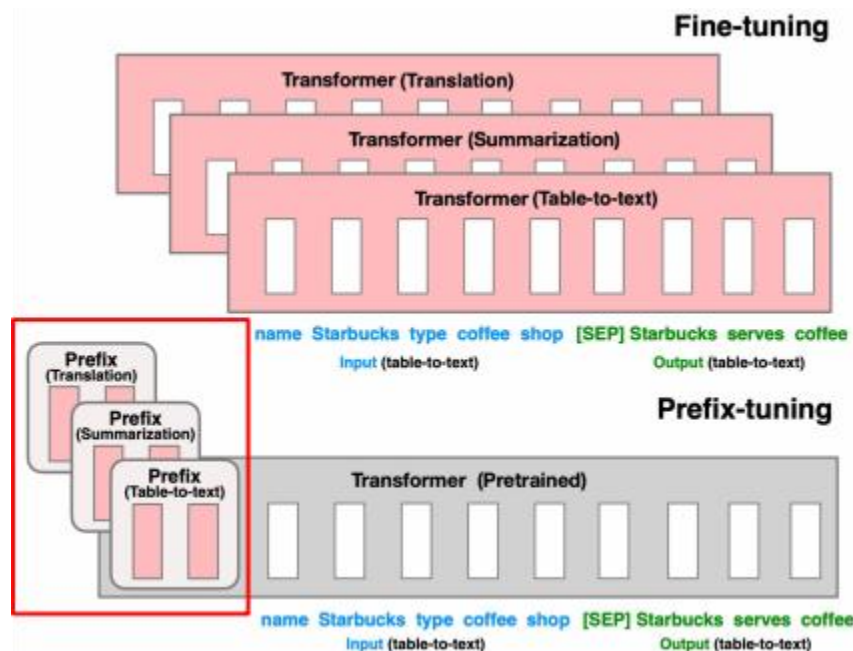 Fine-tuning
Transformer (Translation)
Transformer (Summarization)
Transformer (Table-to-text)
name Starbucks type coffee shop [SEP] Starbucks serves coffee
Input (table-to-text) Output (table-to-text)
Prefix
(Translation)
Prefix-tuning
Prefix
(Summarization)
Prefix
(Table-to-text)
Transformer (Pretrained)
name Starbucks type coffee shop [SEP] Starbucks serves coffee
Input (table-to-text) Output (table-to-text)